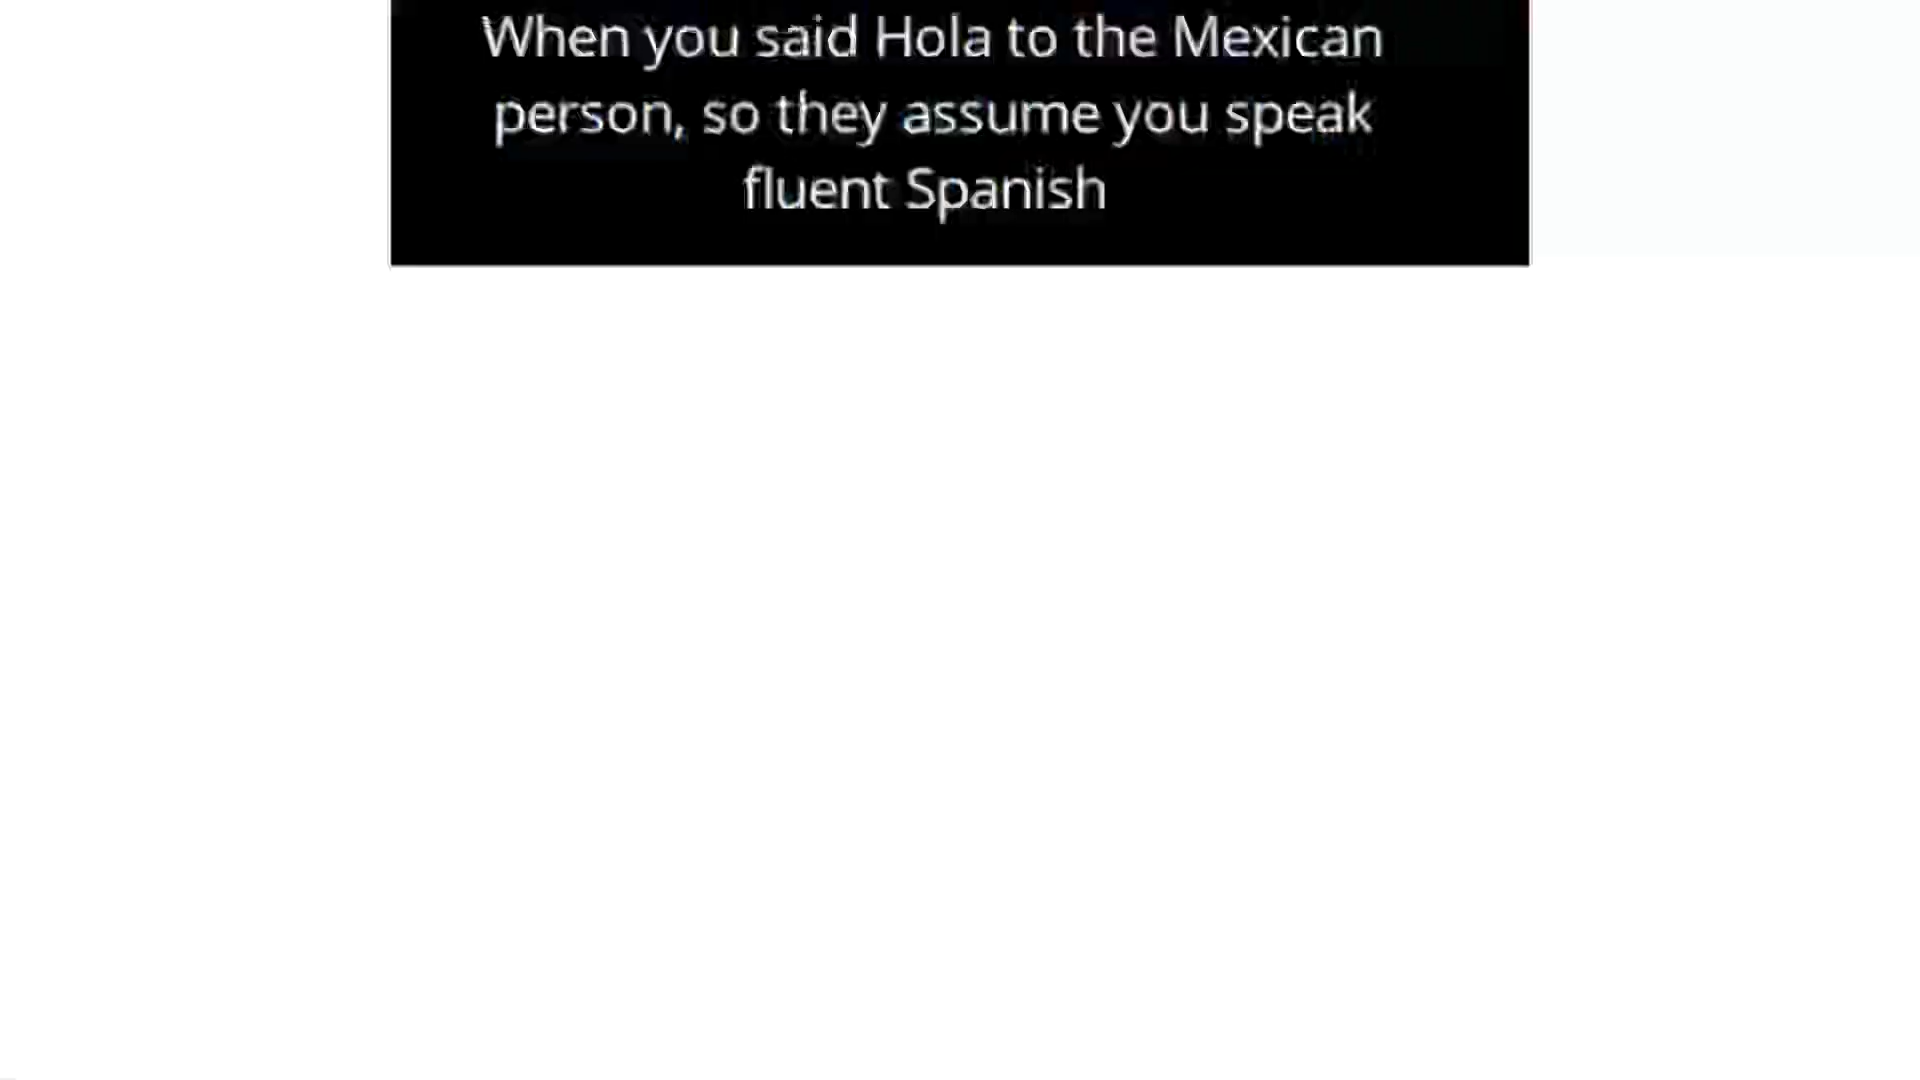 When you said Hola to the Mexican
person, so they assume you speak
fluent Spanish